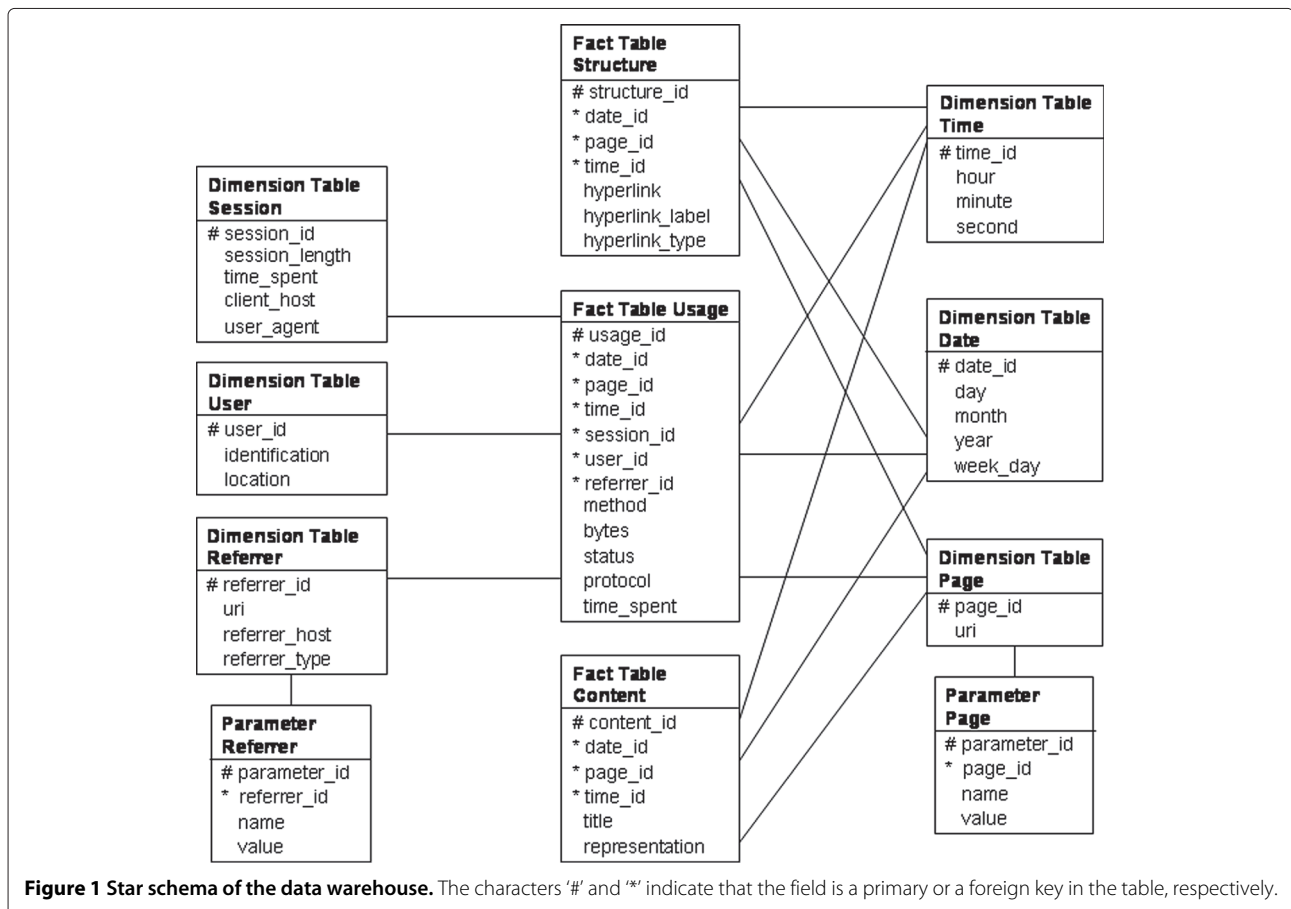 Fact Table
Structure
# structure_id
* date_id
* page_id
* time_id
hyperlink
hyperlink_label
hyperlink_type
Dimension Table
Time
# time_id
hour
minute
second
Dimension Table
Session
# session_id
session_length
time_spent
client_host
user_agent
Fact Table Usage
# usage_id
* date_id
* page_id
* time_id
* session_id
* user_id
* referrer_id
method
bytes
status
protocol
time_spent
Dimension Table
Date
# date_id
day
month
year
week_day
Dimension Table
User
# user_id
identification
location
Dimension Table
Referrer
# referrer_id
uri
referrer_host
referrer_type
Dimension Table
Page
# page_id
uri
Fact Table
Content
# content_id
* date_id
* page_id
* time_id
title
representation
Parameter
Referrer
# parameter_id
* referrer_id
name
value
Parameter
Page
# parameter_id
* page_id
name
value
Figure 1 Star schema of the data warehouse. The characters '#' and '*' indicate that the field is a primary or a foreign key in the table, respectively.